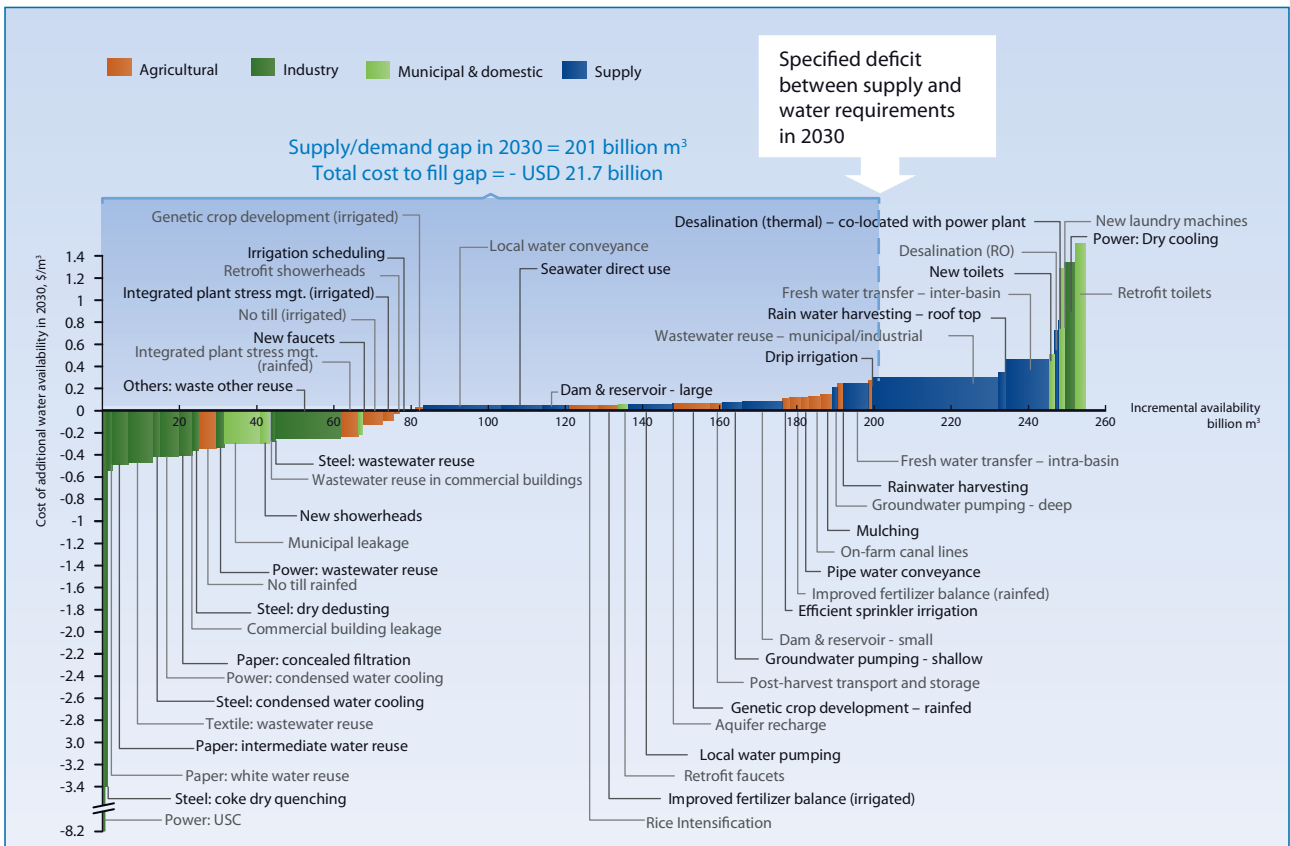 Agricultural
Industry
Municipal & domestic
Supply
Specified deficit
between supply and
water requirements
in 2030
Supply/demand gap in 2030 = 201 billion m³
Total cost to fill gap = - USD 21.7 billion
Genetic crop development (irrigated)
Irrigation scheduling
Retrofit showerheads
Integrated plant stress mgt. (irrigated)
No till (irrigated)
New faucets
Integrated plant stress mgt.
(rainfed)
Others: waste other reuse
Local water conveyance
Seawater direct use
Dam & reservoir - large
Desalination (thermal) – co-located with power plant
New laundry machines
Power: Dry cooling
Desalination (RO)
New toilets
Fresh water transfer – inter-basin
Retrofit toilets
Rain water harvesting – roof top
Wastewater reuse – municipal/industrial
Drip irrigation
Cost of additional water availability in 2030, $/m³
1.4
1.2
1
0.8
0.6
0.4
0.2
0
-0.2
-0.4
-0.6
-0.8
-1
-1.2
-1.4
-1.6
-1.8
-2.0
-2.2
-2.4
-2.6
-2.8
3.0
-3.2
-3.4
-8.2
20
40
60
80
100
120
140
160
180
200
220
240
260
Incremental availability
billion m³
Steel: wastewater reuse
Wastewater reuse in commercial buildings
New showerheads
Municipal leakage
Power: wastewater reuse
No till rainfed
Steel: dry dedusting
Commercial building leakage
Paper: concealed filtration
Power: condensed water cooling
Steel: condensed water cooling
Textile: wastewater reuse
Paper: intermediate water reuse
Paper: white water reuse
Steel: coke dry quenching
Power: USC
Fresh water transfer – intra-basin
Rainwater harvesting
Groundwater pumping - deep
Mulching
On-farm canal lines
Pipe water conveyance
Improved fertilizer balance (rainfed)
Efficient sprinkler irrigation
Dam & reservoir - small
Groundwater pumping - shallow
Post-harvest transport and storage
Genetic crop development – rainfed
Aquifer recharge
Local water pumping
Retrofit faucets
Improved fertilizer balance (irrigated)
Rice Intensification